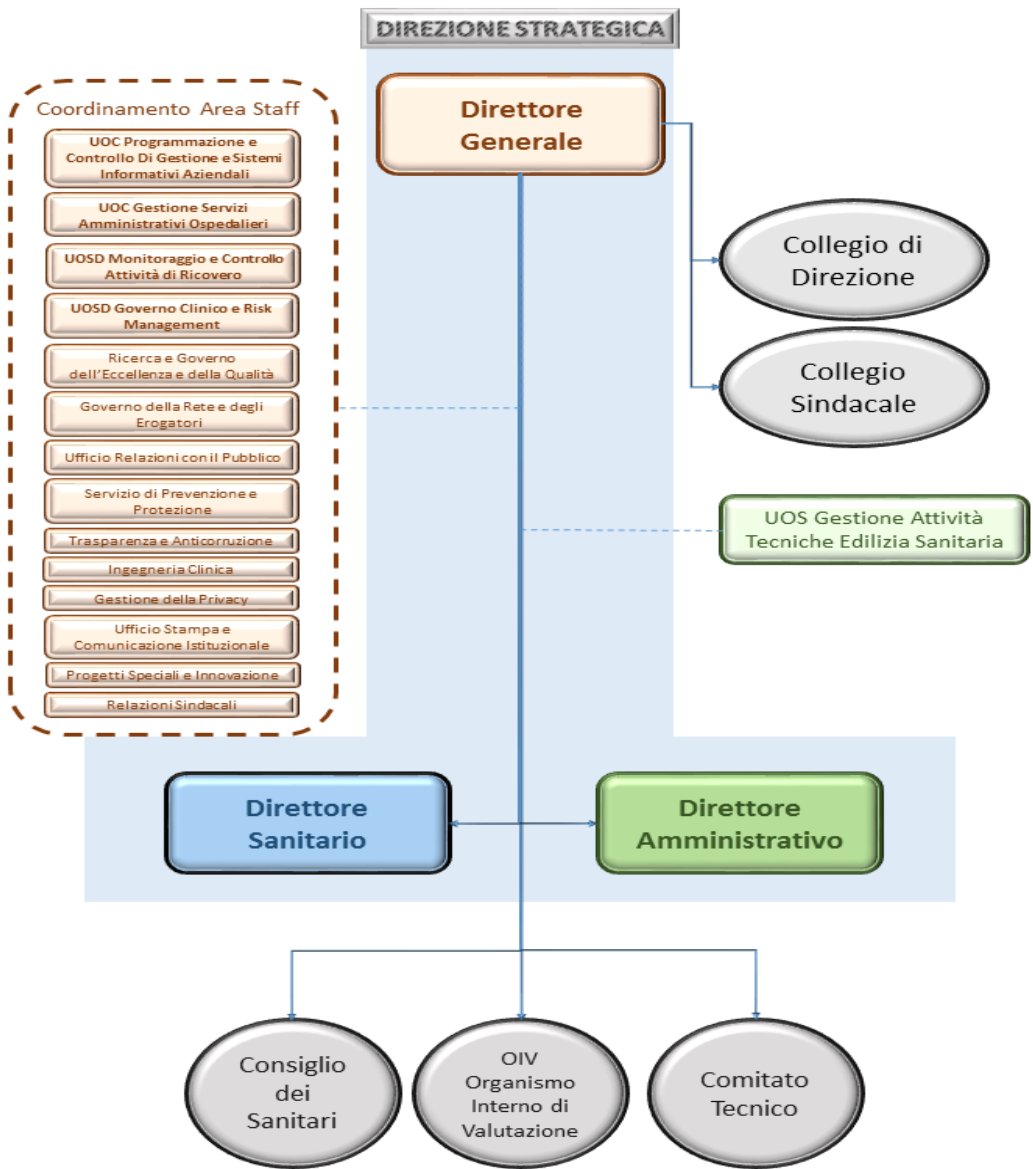 DIREZIONE STRATEGICA
Direttore
Generale
Coordinamento Area Staff
UOC Programmazione e
Controllo Di Gestione e Sistemi
Informativi Aziendali
UOC Gestione Servizi
Amministrativi Ospedalieri
UOSD Monitoraggio e Controllo
Attività di Ricovero
UOSD Governo Clinico e Risk
Management
Ricerca e Governo
dell'Eccellenza e della Qualità
Governo della Rete e degli
Erogatori
Ufficio Relazioni con il Pubblico
Servizio di Prevenzione e
Protezione
Trasparenza e Anticorruzione
Ingegneria Clinica
Gestione della Privacy
Ufficio Stampa e
Comunicazione Istituzionale
Progetti Speciali e Innovazione
Relazioni Sindacali
Collegio di
Direzione
Collegio
Sindacale
UOS Gestione Attività
Tecniche Edilizia Sanitaria
Direttore
Sanitario
Direttore
Amministrativo
Consiglio
dei
Sanitari
OIV
Organismo
Interno di
Valutazione
Comitato
Tecnico